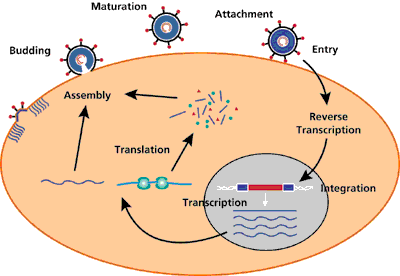 Maturation
Attachment
Budding
Entry
Assembly
Reverse
Transcription
Translation
Integration
Transcription